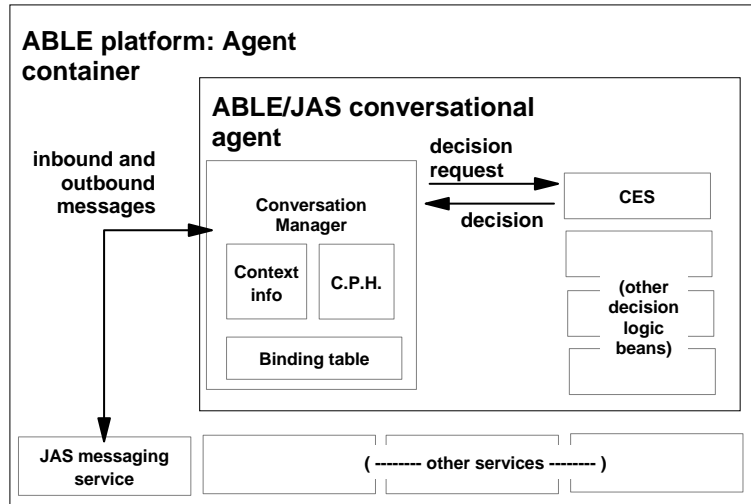 ABLE platform: Agent
container
ABLE/JAS conversational
agent
inbound and
outbound
messages
decision
request
decision
CES
Conversation
Manager
Context
info
C.P.H.
Binding table
(other
decision
logic
beans)
JAS messaging
service
( -------- other services -------- )